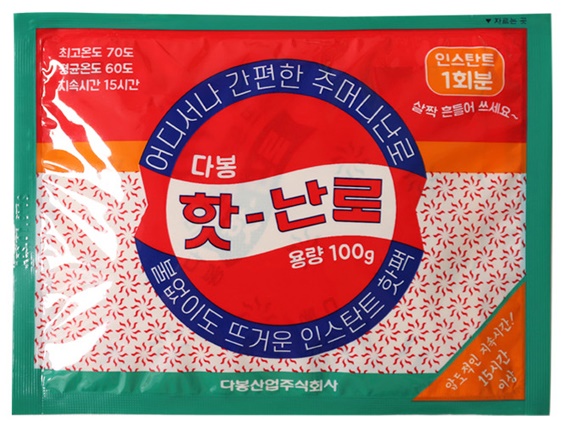 ▼자르는 곳
최고온도 70도
평균온도 60도
지속시간 15시간
인스탄트
1회분
살짝 흔들어 쓰세요~
어디서나 간편한 주머니난로
다봉
핫-난로
용량 100g
불없이도 뜨거운 인스탄트 핫팩
압도적인 지속시간!
15시간
이상
다봉산업주식회사